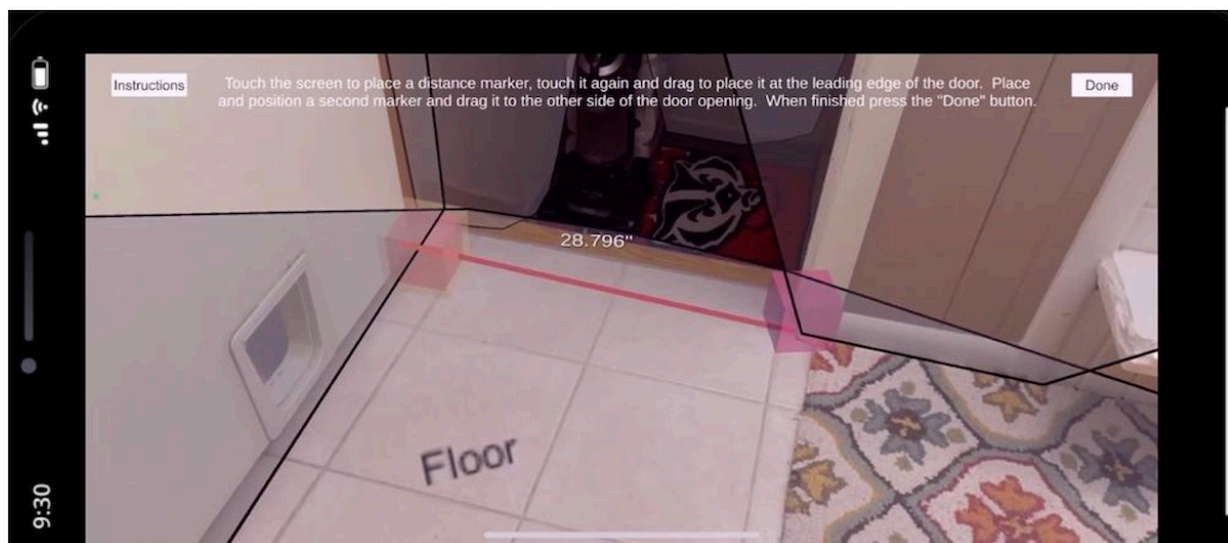 Instructions
Touch the screen to place a distance marker, touch it again and drag to place it at the leading edge of the door.  Place
and position a second marker and drag it to the other side of the door opening.  When finished press the "Done" button.
Done
28.796"
Floor
9:30